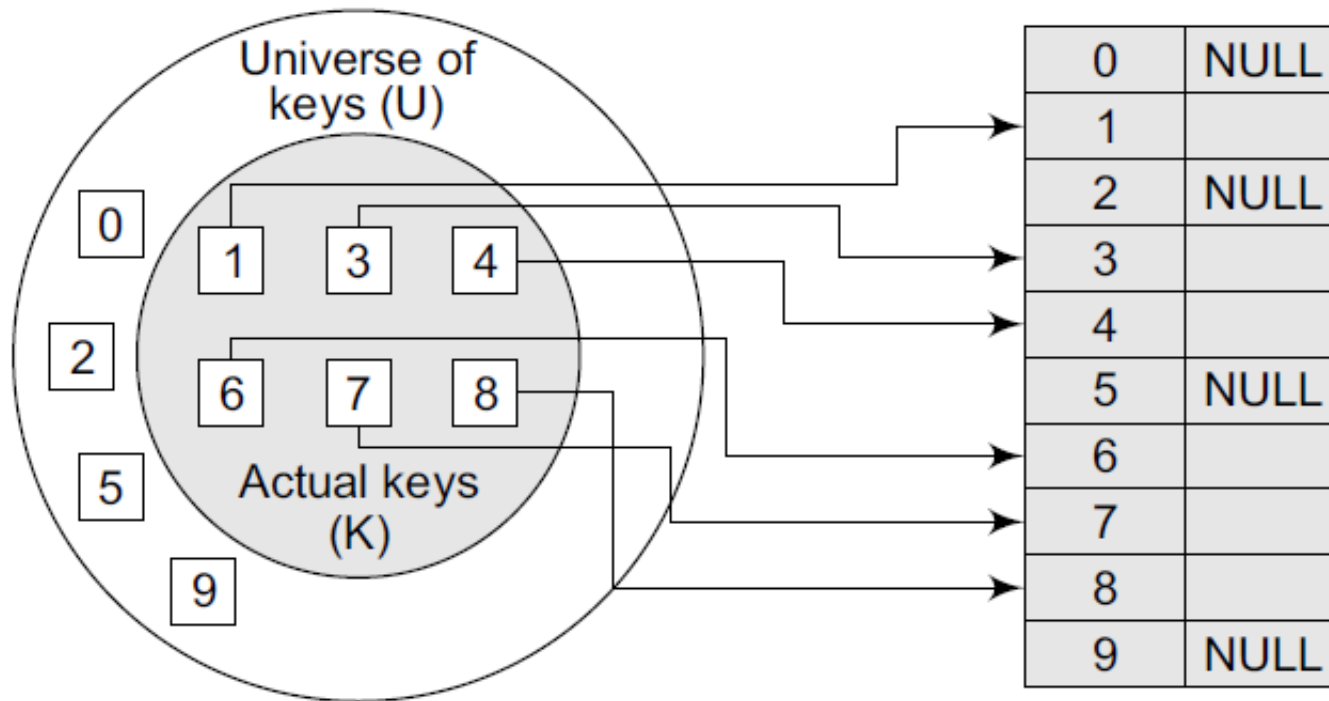 Universe of
keys (U)
0
1 3 4
2
6 7 8
5
Actual keys
(K)
9
0 NULL
1
2 NULL
3
4
5 NULL
6
7
8
9 NULL